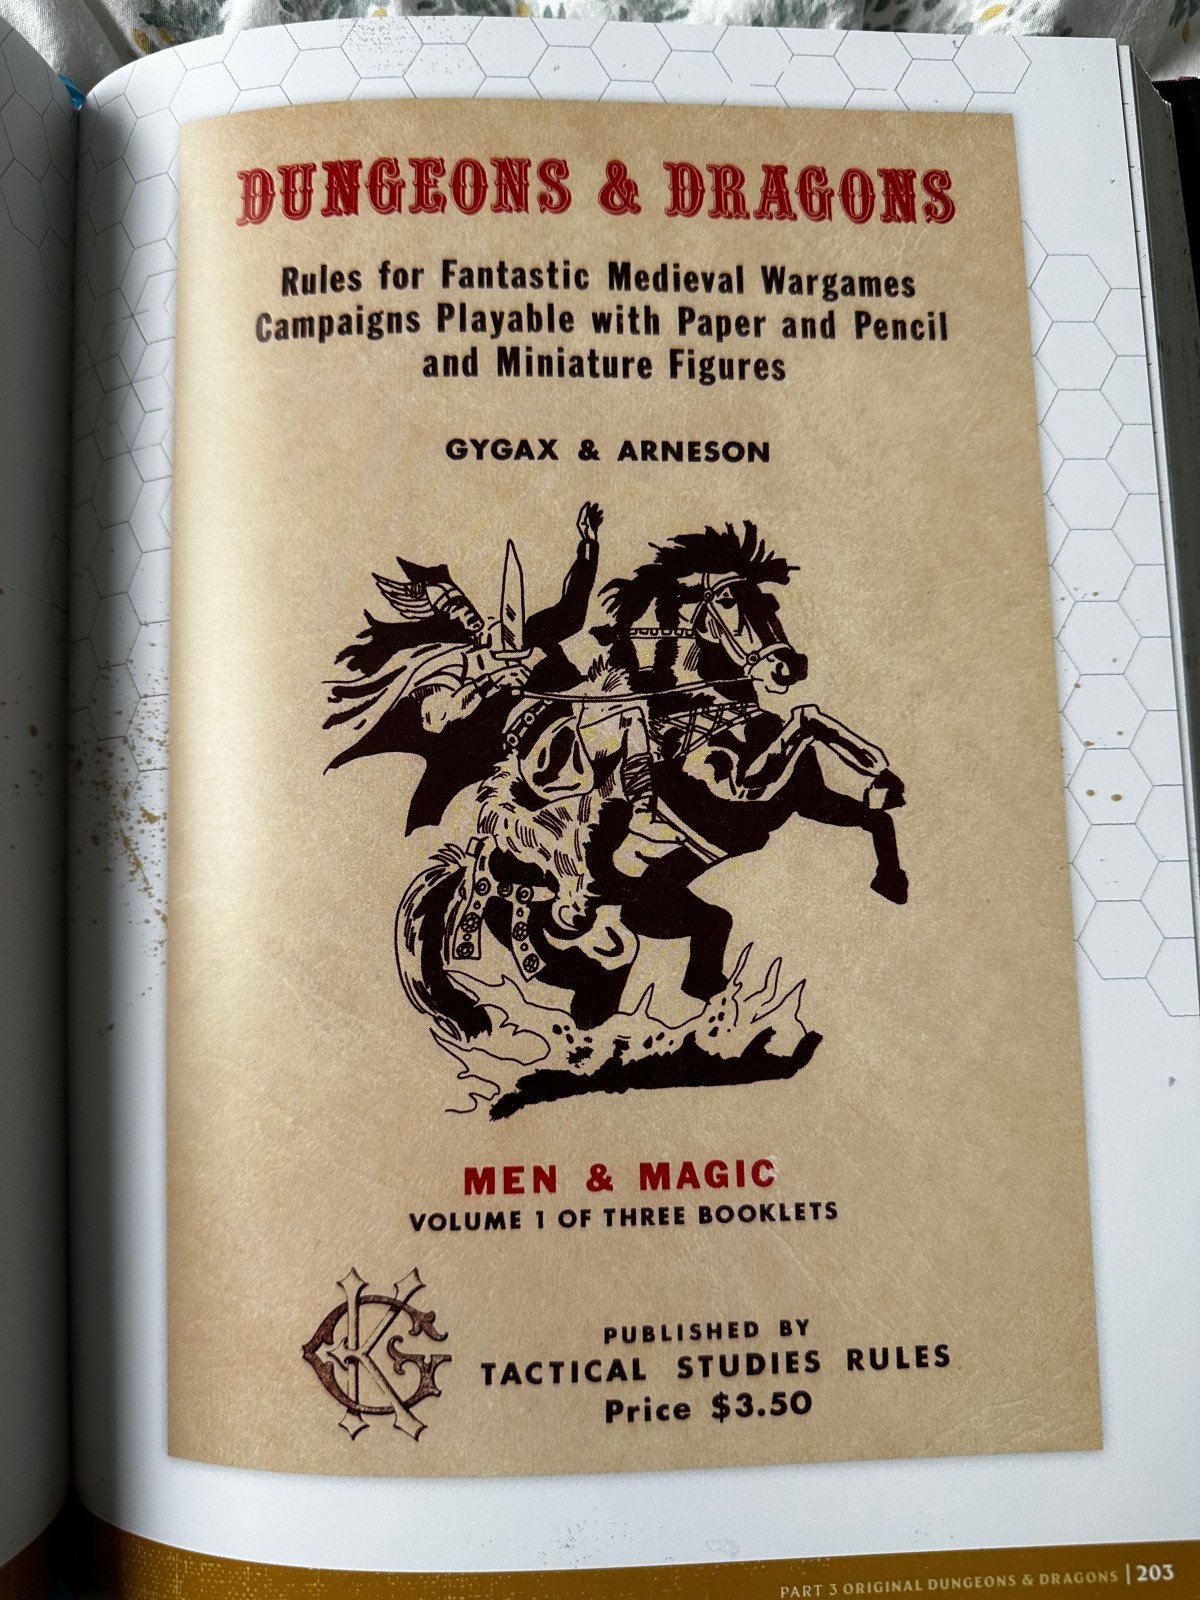 DUNGEONS & DRAGONS
Rules for Fantastic Medieval Wargames
Campaigns Playable with Paper and Pencil
and Miniature Figures
GYGAX & ARNESON
MEN & MAGIC
VOLUME 1 OF THREE BOOKLETS
GK
PUBLISHED BY
TACTICAL STUDIES RULES
Price $3.50
PART 3 ORIGINAL DUNGEONS & DRAGONS | 203